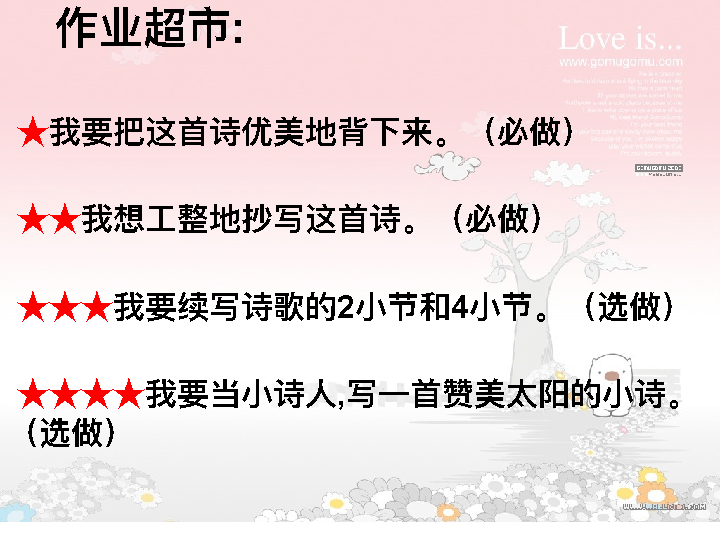 作业超市:
Love is...
www.gomugomu.com
★我要把这首诗优美地背下来。（必做）
★★我想工整地抄写这首诗。（必做）
★★★我要续写诗歌的2小节和4小节。（选做）
★★★★我要当小诗人,写一首赞美太阳的小诗。
（选做）